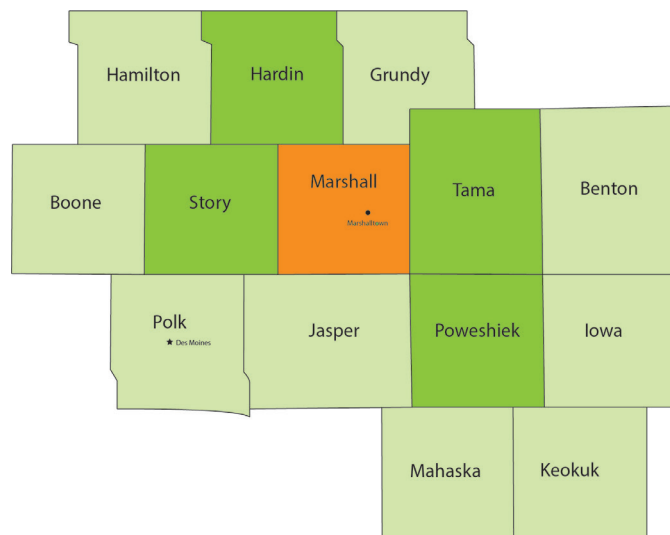 Hamilton
Hardin
Grundy
Boone
Story
Marshall
Marshalltown
Tama
Benton
Polk
Des Moines
Jasper
Poweshiek
Iowa
Mahaska
Keokuk